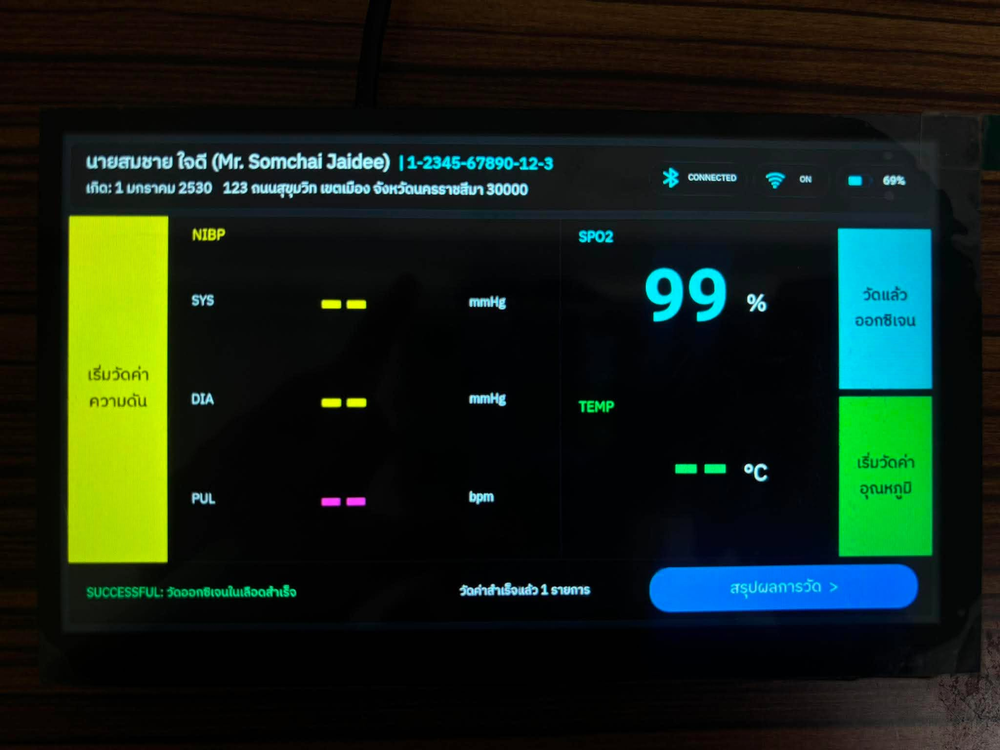 นายสมชาย ใจดี (Mr. Somchai Jaidee) | 1-2345-67890-12-3
เกิด: 1 มกราคม 2530 123 ถนนสุขุมวิท เขตเมือง จังหวัดนครราชสีมา 30000
CONNECTED
ON
69%
NIBP
SYS
-- mmHg
DIA
-- mmHg
PUL
-- bpm
SPO2
99 %
TEMP
-- °C
เริ่มวัดค่า
ความดัน
วัดแล้ว
ออกซิเจน
เริ่มวัดค่า
อุณหภูมิ
SUCCESSFUL: วัดออกซิเจนในเลือดสำเร็จ
วัดค่าสำเร็จแล้ว 1 รายการ
สรุปผลการวัด >